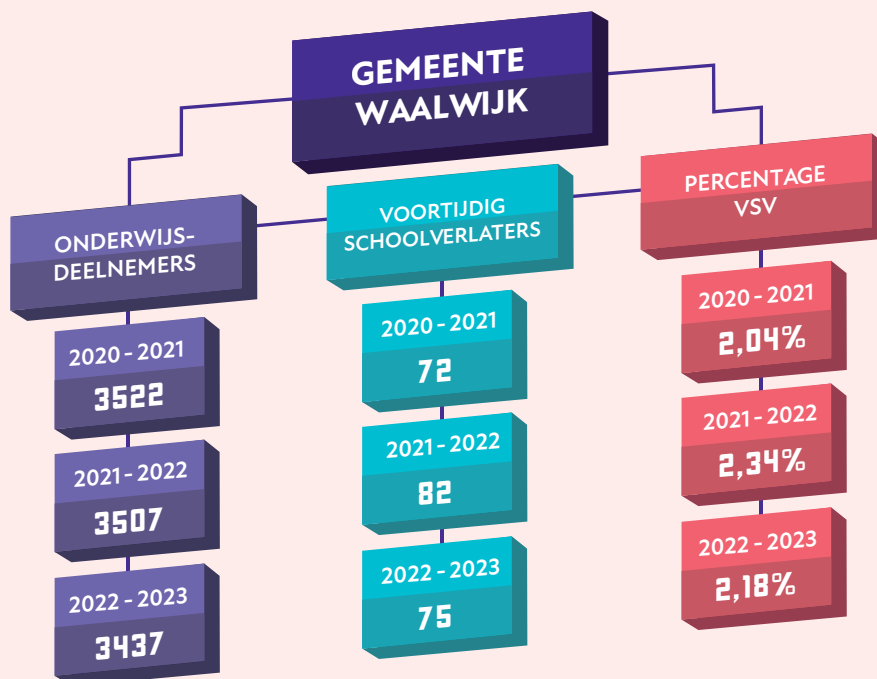 GEMEENTE
WAALWIJK
ONDERWIJS-
DEELNEMERS
2020 - 2021
3522
2021 - 2022
3507
2022 - 2023
3437
VOORTIJDIG
SCHOOLVERLATERS
2020 - 2021
72
2021 - 2022
82
2022 - 2023
75
PERCENTAGE
VSV
2020 - 2021
2,04%
2021 - 2022
2,34%
2022 - 2023
2,18%